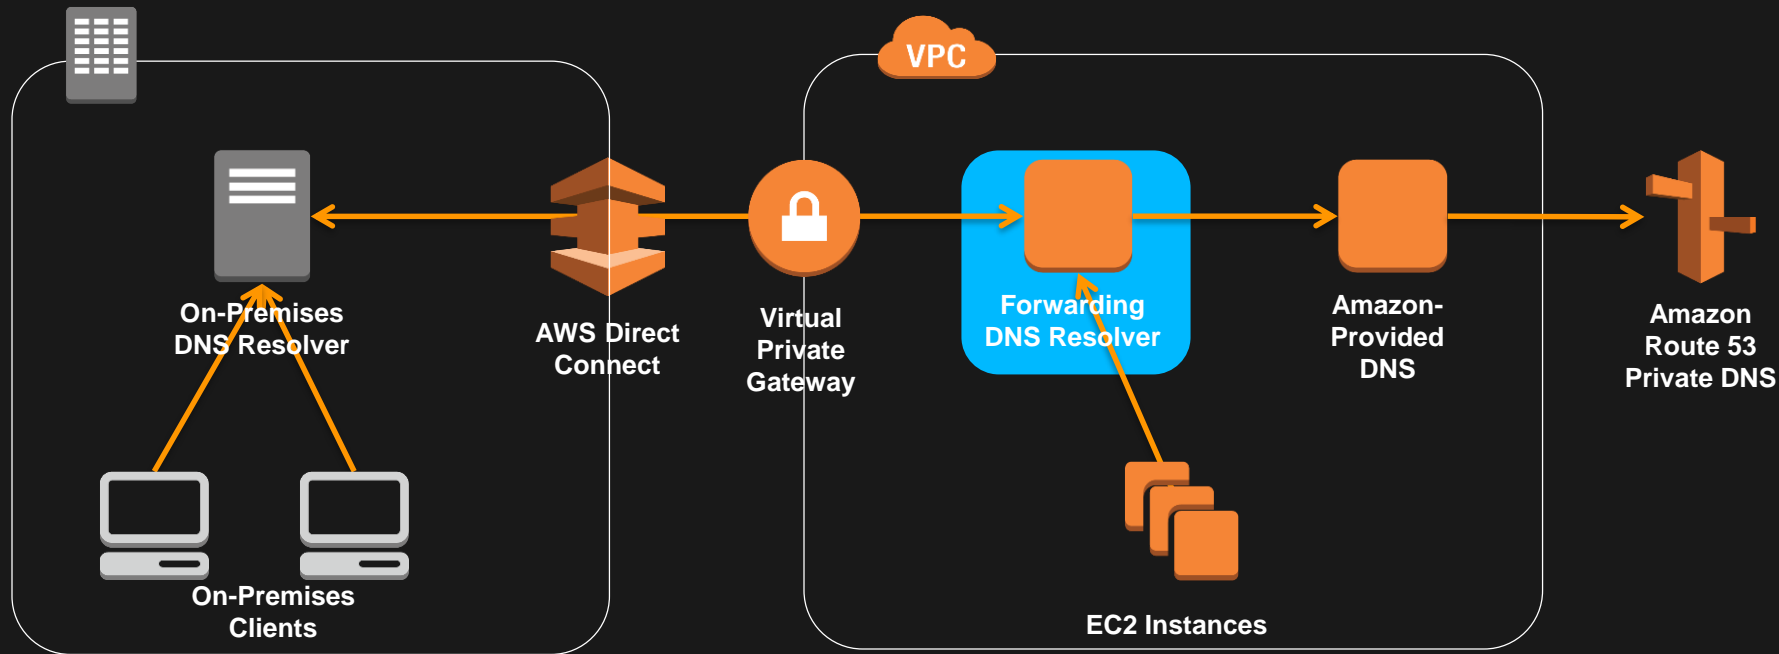 VPC
On-Premises
DNS Resolver
AWS Direct
Connect
Virtual
Private
Gateway
Forwarding
DNS Resolver
Amazon-
Provided
DNS
Amazon
Route 53
Private DNS
On-Premises
Clients
EC2 Instances